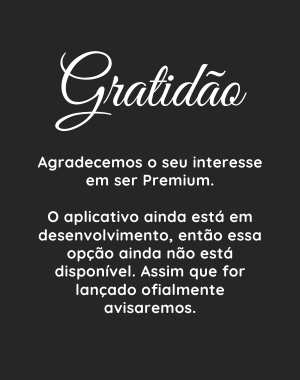 Gratidão
Agradecemos o seu interesse
em ser Premium.
O aplicativo ainda está em
desenvolvimento, então essa
opção ainda não está
disponível. Assim que for
lançado ofialmente
avisaremos.